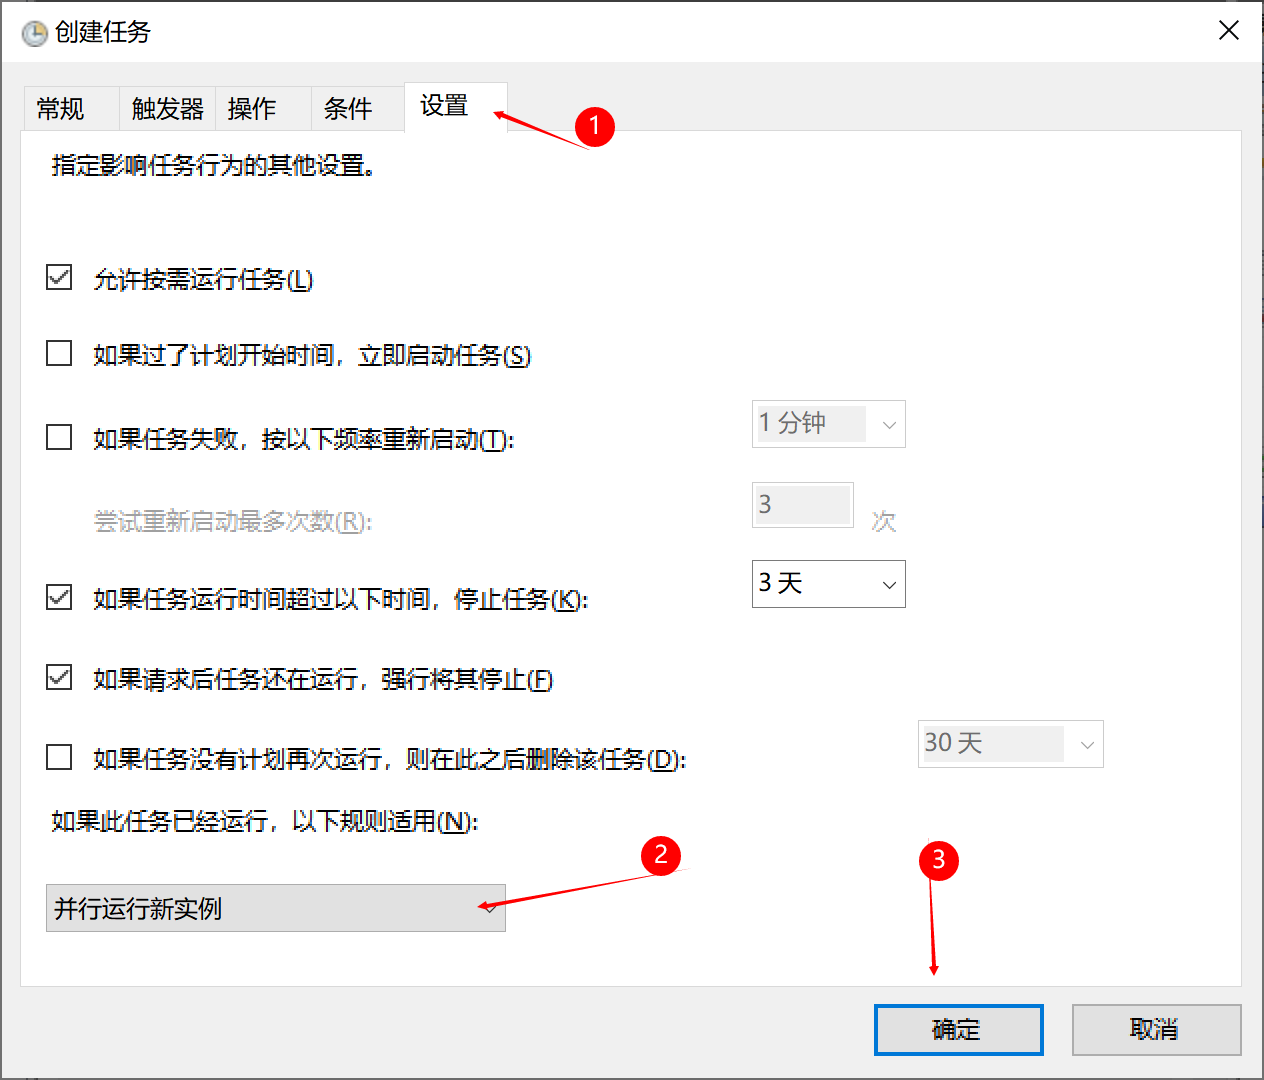 创建任务
常规 触发器 操作 条件 设置
1
指定影响任务行为的其他设置。
允许按需运行任务(L)
如果过了计划开始时间，立即启动任务(S)
如果任务失败，按以下频率重新启动(T): 1 分钟
尝试重新启动最多次数(R): 3 次
如果任务运行时间超过以下时间，停止任务(K): 3 天
如果请求后任务还在运行，强行将其停止(F)
如果任务没有计划再次运行，则在此之后删除该任务(D): 30 天
如果此任务已经运行，以下规则适用(N):
2
3
并行运行新实例
确定 取消